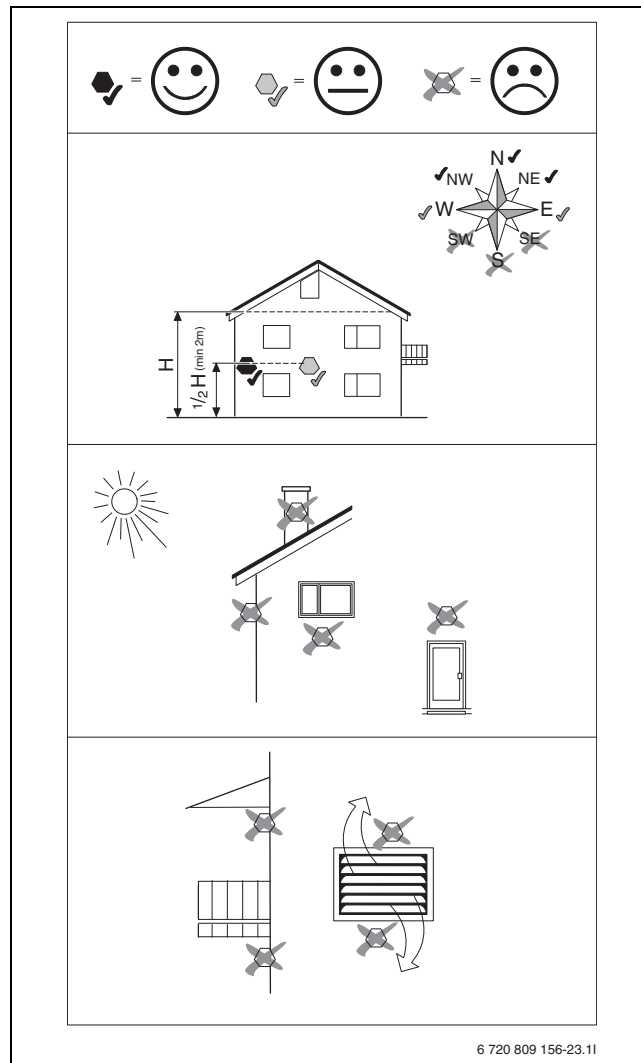 = = =
N
NW NE
W E
SW SE
S
H
1/2 H (min 2m)
6 720 809 156-23.1I